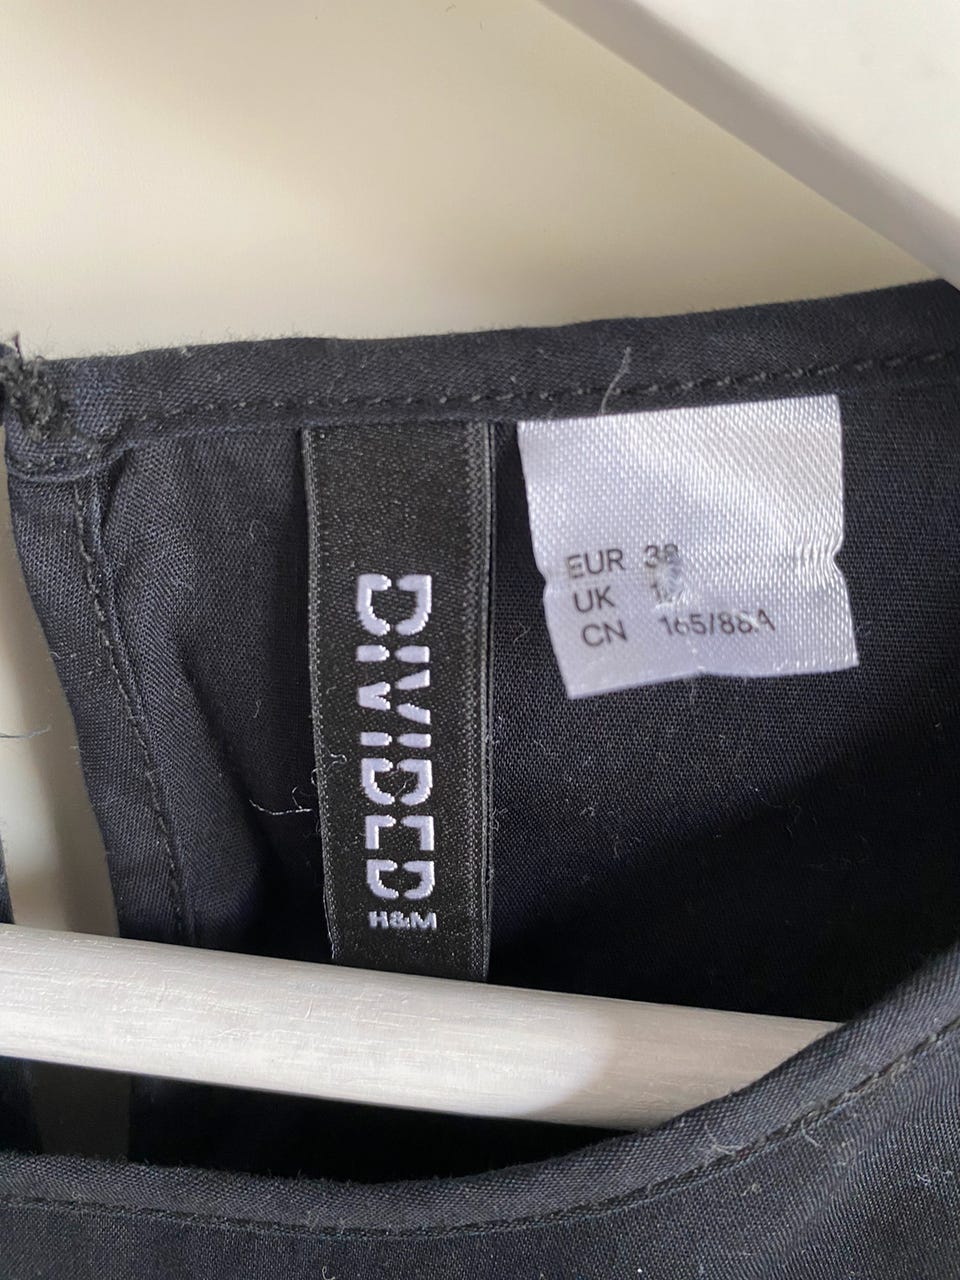 DIVIDED
H&M
EUR 38
UK
CN 165/88A